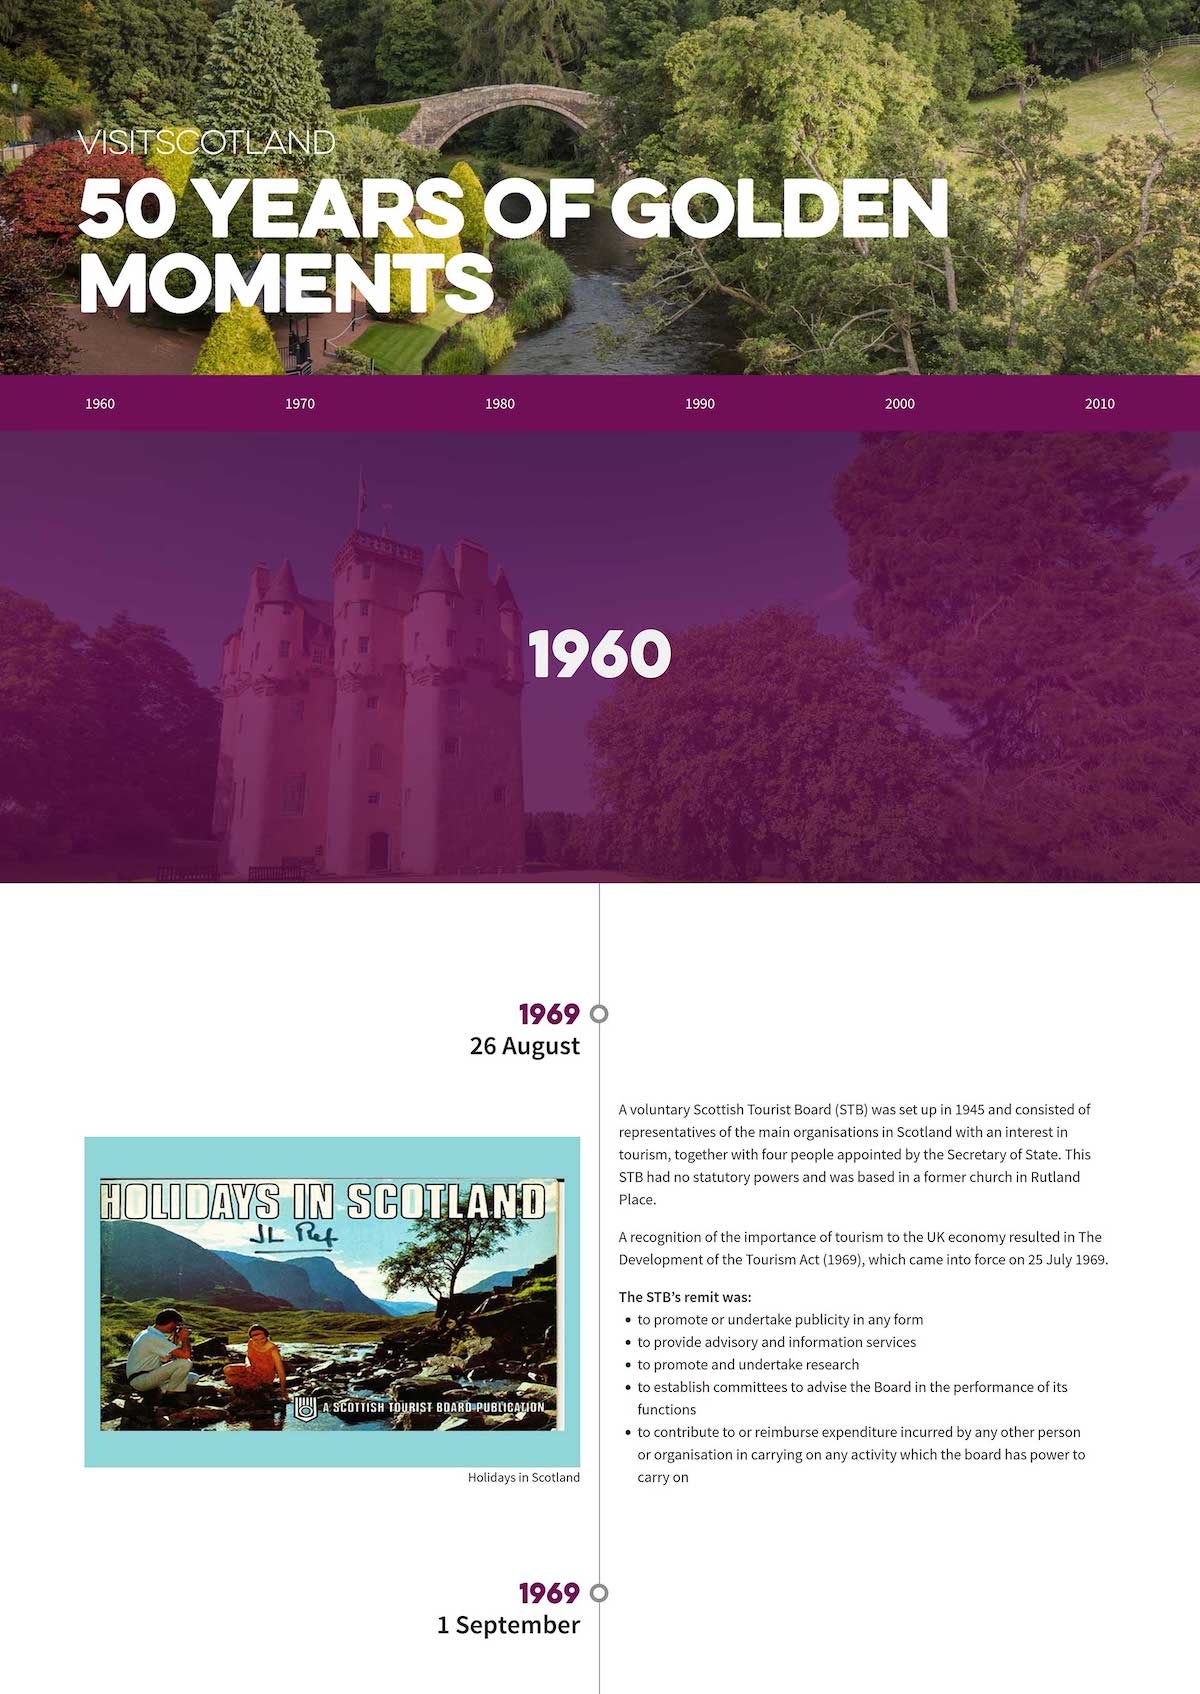 VISITSCOTLAND
50 YEARS OF GOLDEN
MOMENTS
1960 1970 1980 1990 2000 2010
1960
1969
26 August
HOLIDAYS IN SCOTLAND
JL Ref
A SCOTTISH TOURIST BOARD PUBLICATION
Holidays in Scotland
A voluntary Scottish Tourist Board (STB) was set up in 1945 and consisted of
representatives of the main organisations in Scotland with an interest in
tourism, together with four people appointed by the Secretary of State. This
STB had no statutory powers and was based in a former church in Rutland
Place.
A recognition of the importance of tourism to the UK economy resulted in The
Development of the Tourism Act (1969), which came into force on 25 July 1969.
The STB’s remit was:
• to promote or undertake publicity in any form
• to provide advisory and information services
• to promote and undertake research
• to establish committees to advise the Board in the performance of its
functions
• to contribute to or reimburse expenditure incurred by any other person
or organisation in carrying on any activity which the board has power to
carry on
1969
1 September